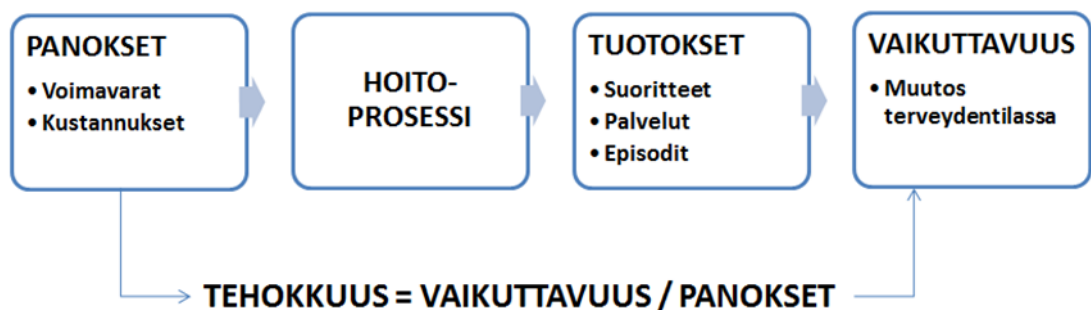 PANOKSET
• Voimavarat
• Kustannukset
HOITO-
PROSESSI
TUOTOKSET
• Suoritteet
• Palvelut
• Episodit
VAIKUTTAVUUS
• Muutos
terveydentilassa
TEHOKKUUS = VAIKUTTAVUUS / PANOKSET